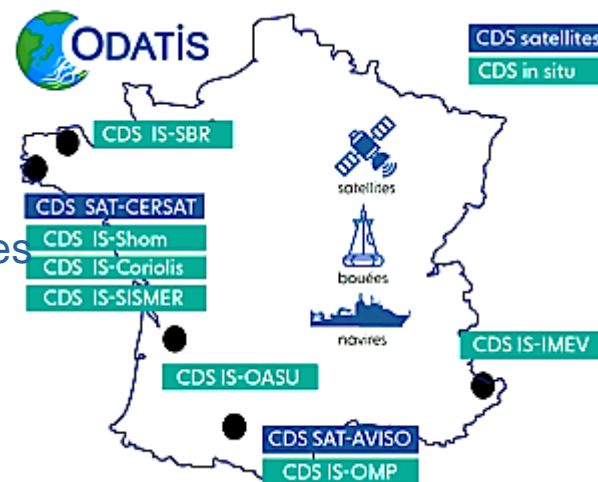 ODATIS
CDS satellites
CDS in situ
CDS IS-SBR
satellites
CDS SAT-CERSAT
es
CDS IS-Shom
CDS IS-Coriolis
CDS IS-SISMER
bouées
navires
CDS IS-IMEV
CDS IS-OASU
CDS SAT-AVISO
CDS IS-OMP